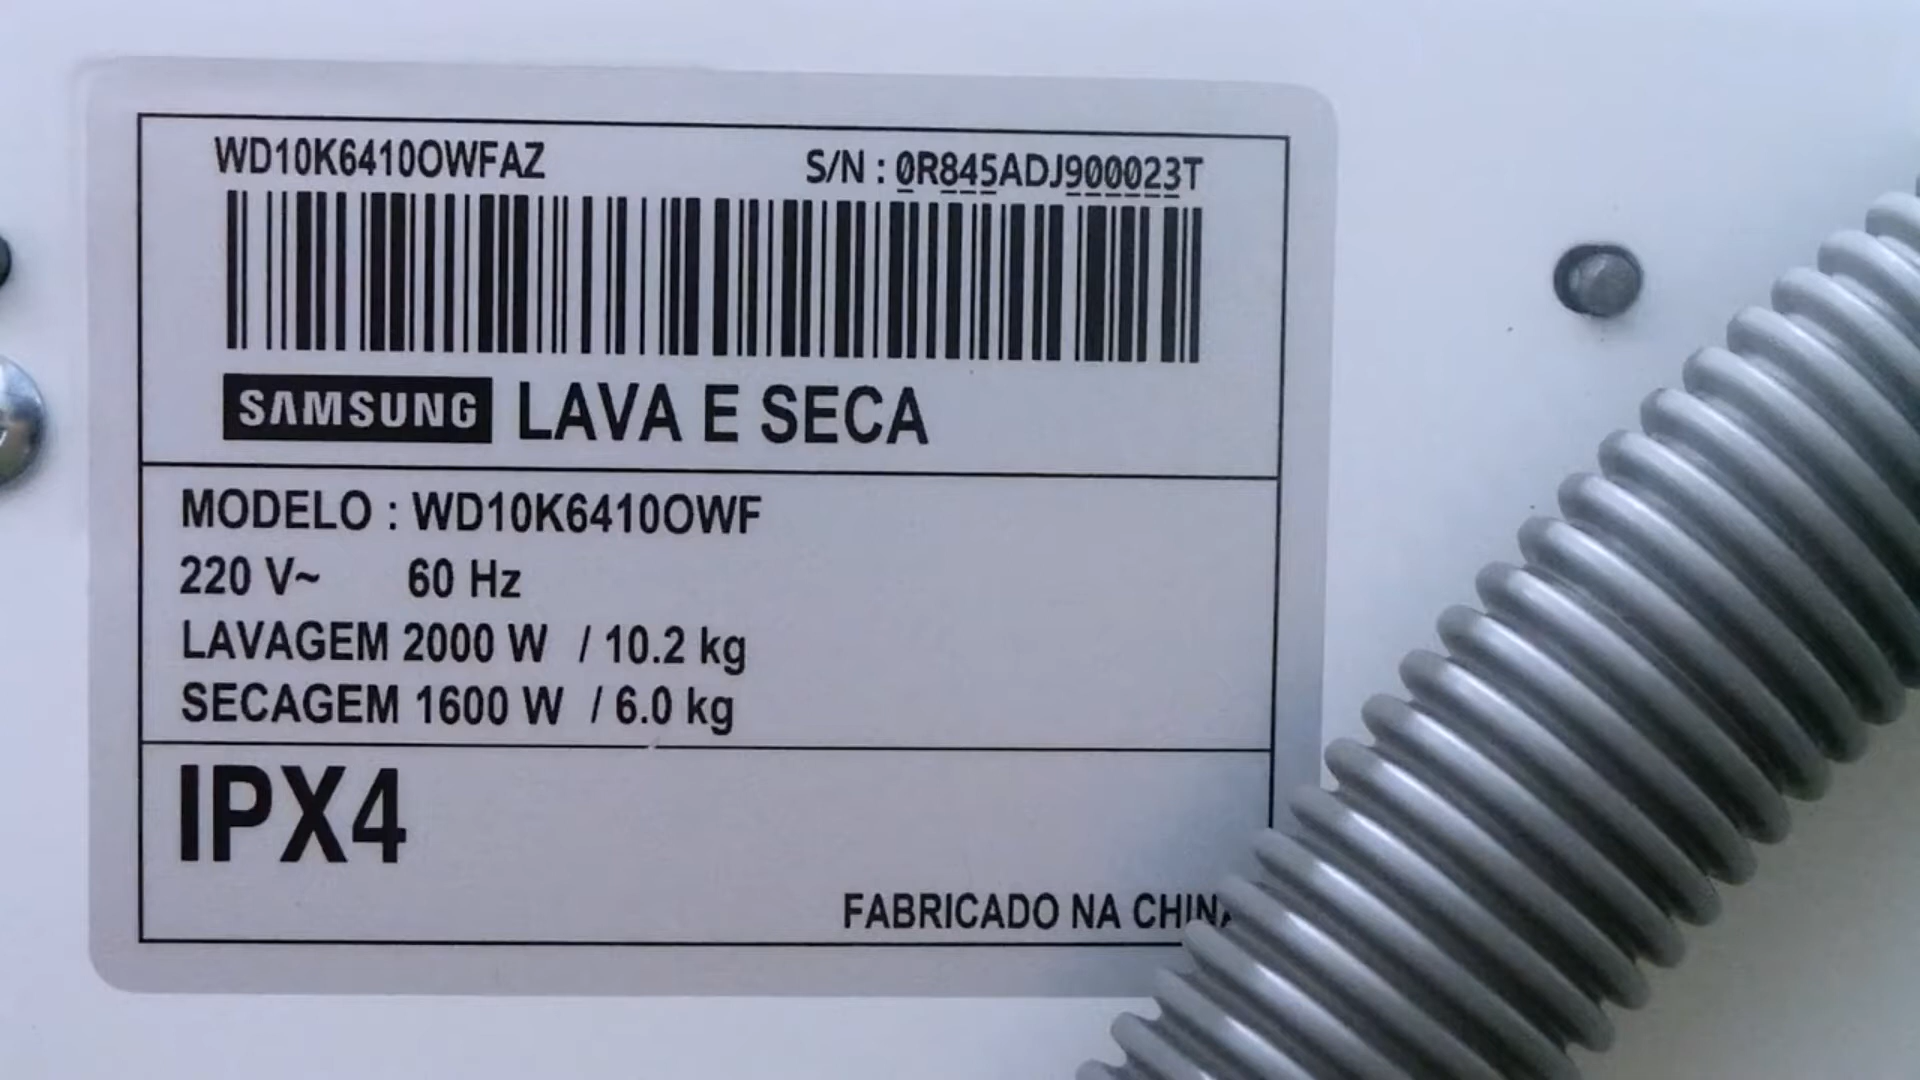 WD10K6410OWFAZ S/N : 0R845ADJ900023T
SAMSUNG LAVA E SECA
MODELO : WD10K6410OWF
220 V~ 60 Hz
LAVAGEM 2000 W / 10.2 kg
SECAGEM 1600 W / 6.0 kg
IPX4
FABRICADO NA CHINA